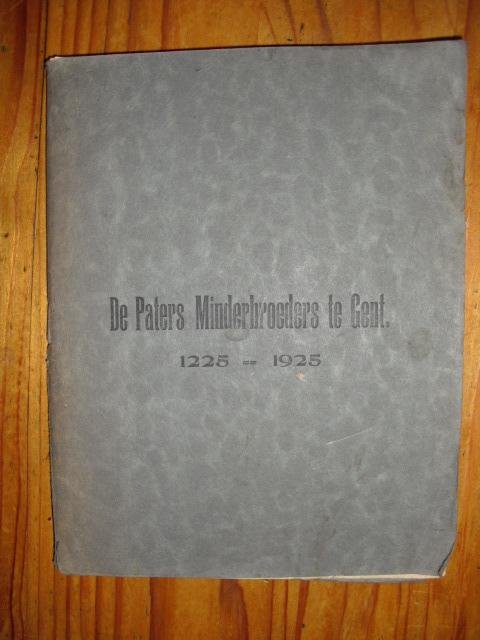 De Paters Minderbroeders te Gent.
1225 = 1925